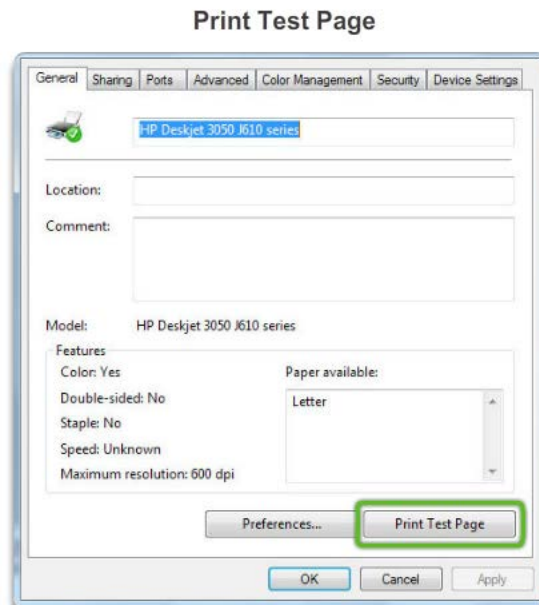 Print Test Page
General Sharing Ports Advanced Color Management Security Device Settings
HP Deskjet 3050 J610 series
Location:
Comment:
Model: HP Deskjet 3050 J610 series
Features
Color: Yes
Double-sided: No
Staple: No
Speed: Unknown
Maximum resolution: 600 dpi
Paper available:
Letter
Preferences... Print Test Page
OK Cancel Apply